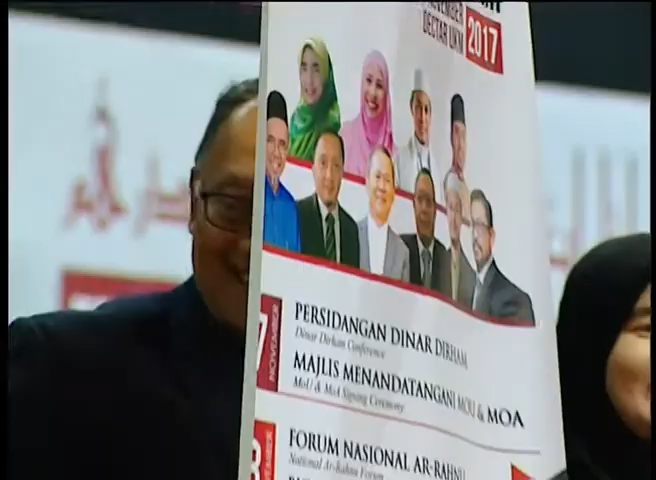 DECTAR UKM
2017
7
NOVEMBER
PERSIDANGAN DINAR DIRHAM
Dinar Dirham Conference
MAJLIS MENANDATANGANI MOU & MOA
MoU & MoA Signing Ceremony
8
FORUM NASIONAL AR-RAHNU
National Ar-Rahnu Forum